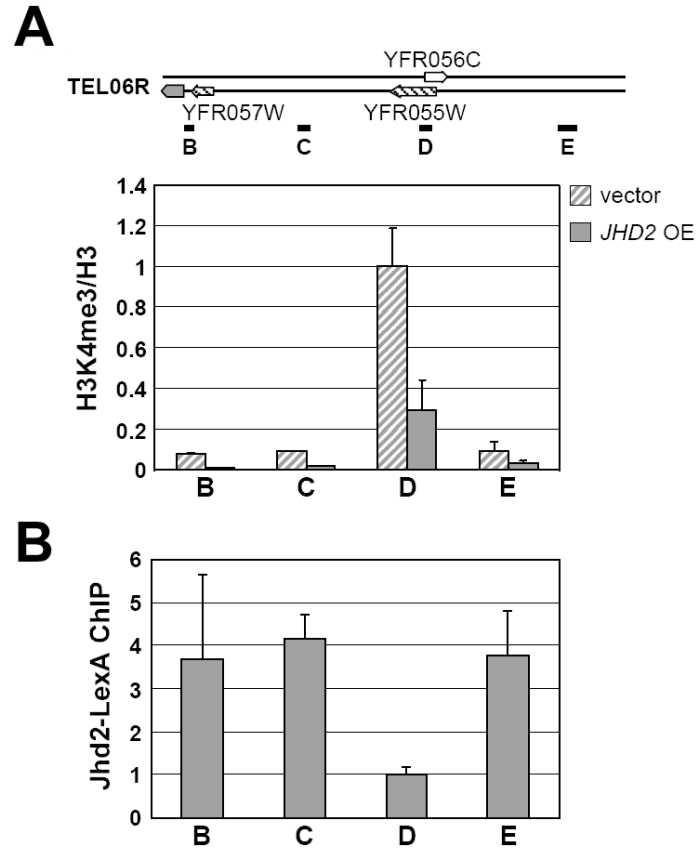 A
YFR056C
TEL06R
YFR057W YFR055W
B C D E
1.4
1.2
1
0.8
0.6
0.4
0.2
0
H3K4me3/H3
vector
JHD2 OE
B C D E
B
6
5
4
3
2
1
0
Jhd2-LexA ChIP
B C D E